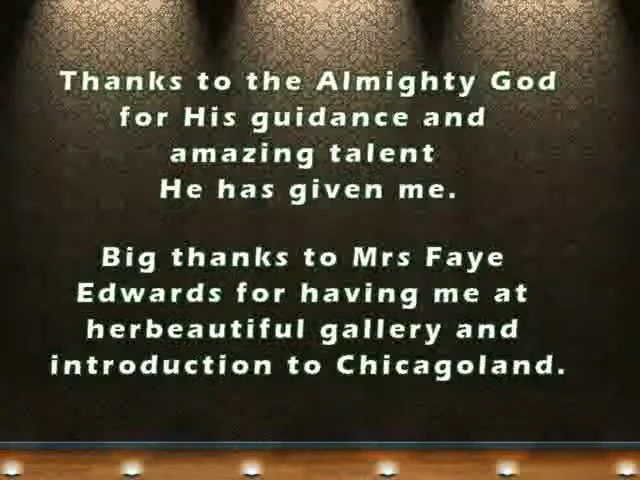 Thanks to the Almighty God
for His guidance and
amazing talent
He has given me.
Big thanks to Mrs Faye
Edwards for having me at
herbeautiful gallery and
introduction to Chicagoland.